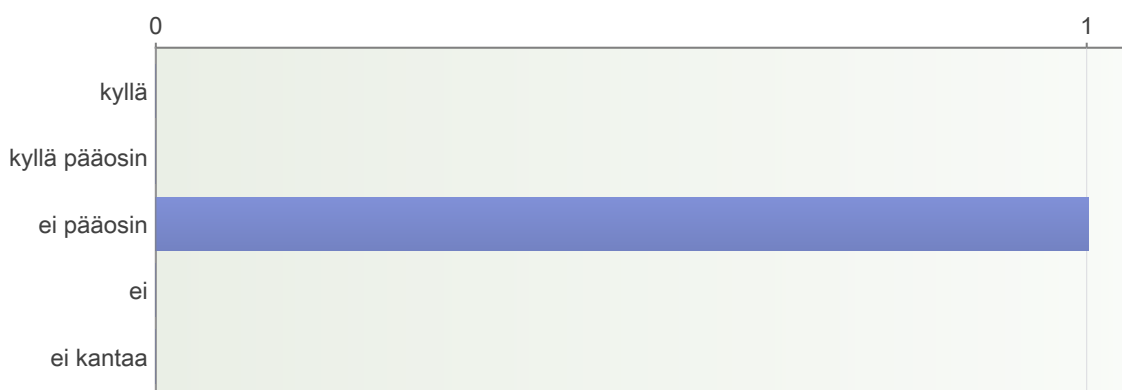 0 1
kyllä
kyllä pääosin
ei pääosin
ei
ei kantaa